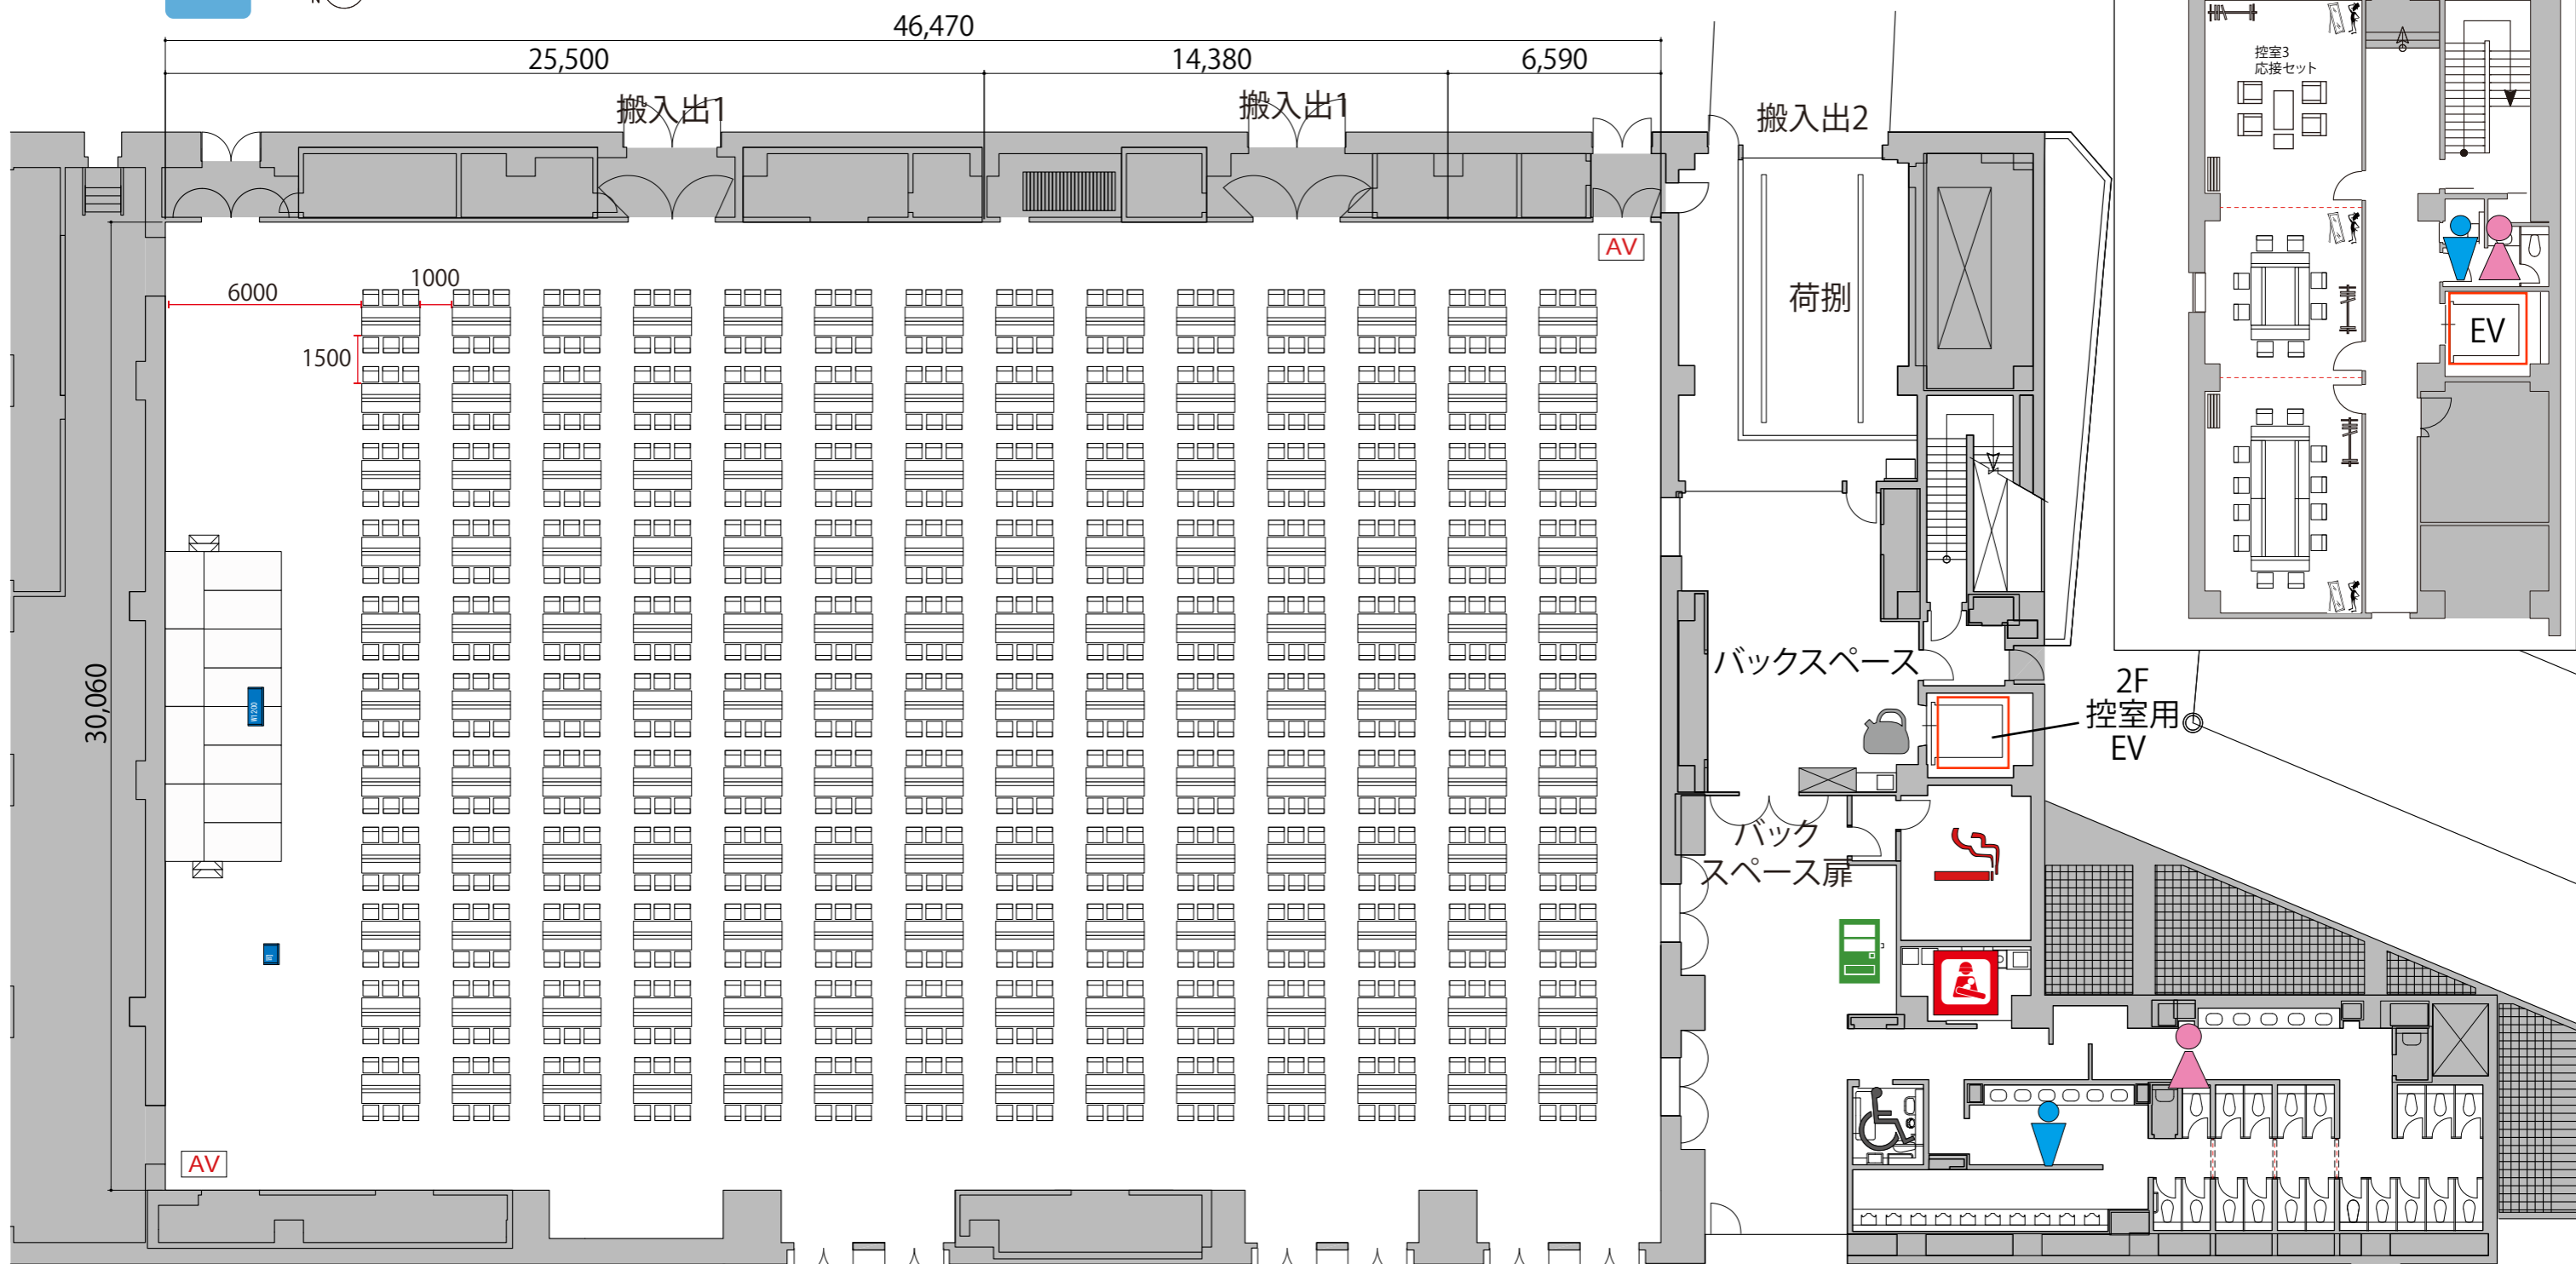 N
46,470
25,500
14,380
6,590
搬入出1
搬入出1
搬入出2
控室3
応接セット
AV
6000
1000
1500
荷捌
EV
30,060
W1200
バックスペース
2F
控室用
EV
バック
スペース扉
司
AV